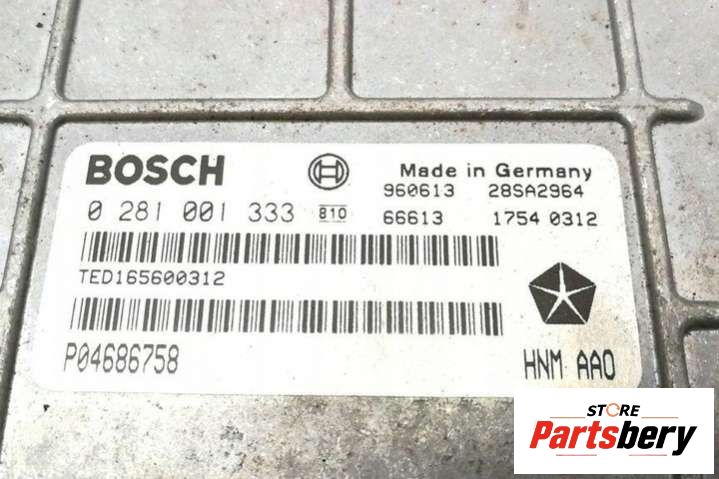 BOSCH
Made in Germany
960613 28SA2964
0 281 001 333 810 66613 1754 0312
TED165600312
P04686758
HNM AAO
STORE
Partsbery